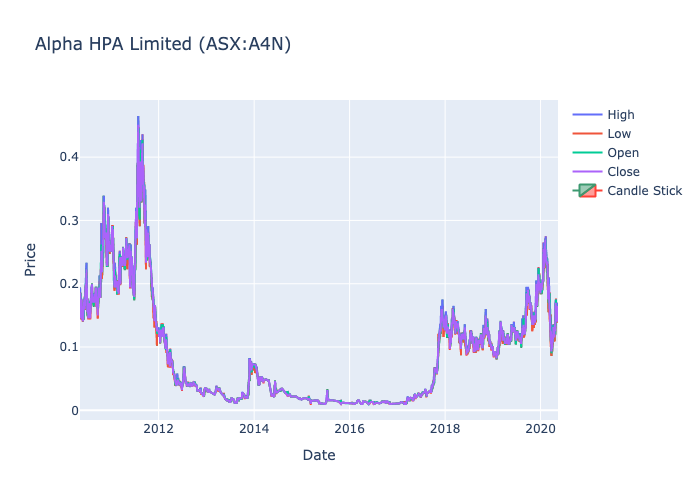 Alpha HPA Limited (ASX:A4N)
High
Low
Open
Close
Candle Stick
0.4
0.3
0.2
0.1
0
Price
2012
2014
2016
2018
2020
Date